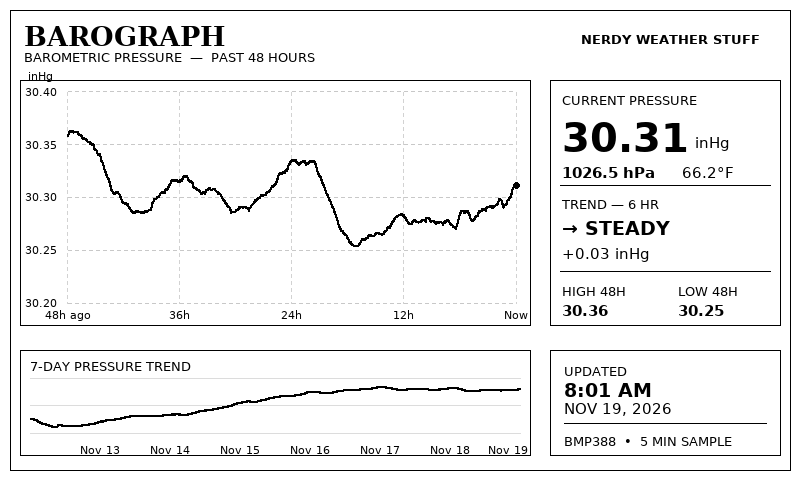 BAROGRAPH
BAROMETRIC PRESSURE — PAST 48 HOURS
NERDY WEATHER STUFF
inHg
30.40
30.35
30.30
30.25
30.20
48h ago 36h 24h 12h Now
CURRENT PRESSURE
30.31 inHg
1026.5 hPa 66.2°F
TREND — 6 HR
→ STEADY
+0.03 inHg
HIGH 48H LOW 48H
30.36 30.25
7-DAY PRESSURE TREND
Nov 13 Nov 14 Nov 15 Nov 16 Nov 17 Nov 18 Nov 19
UPDATED
8:01 AM
NOV 19, 2026
BMP388 • 5 MIN SAMPLE